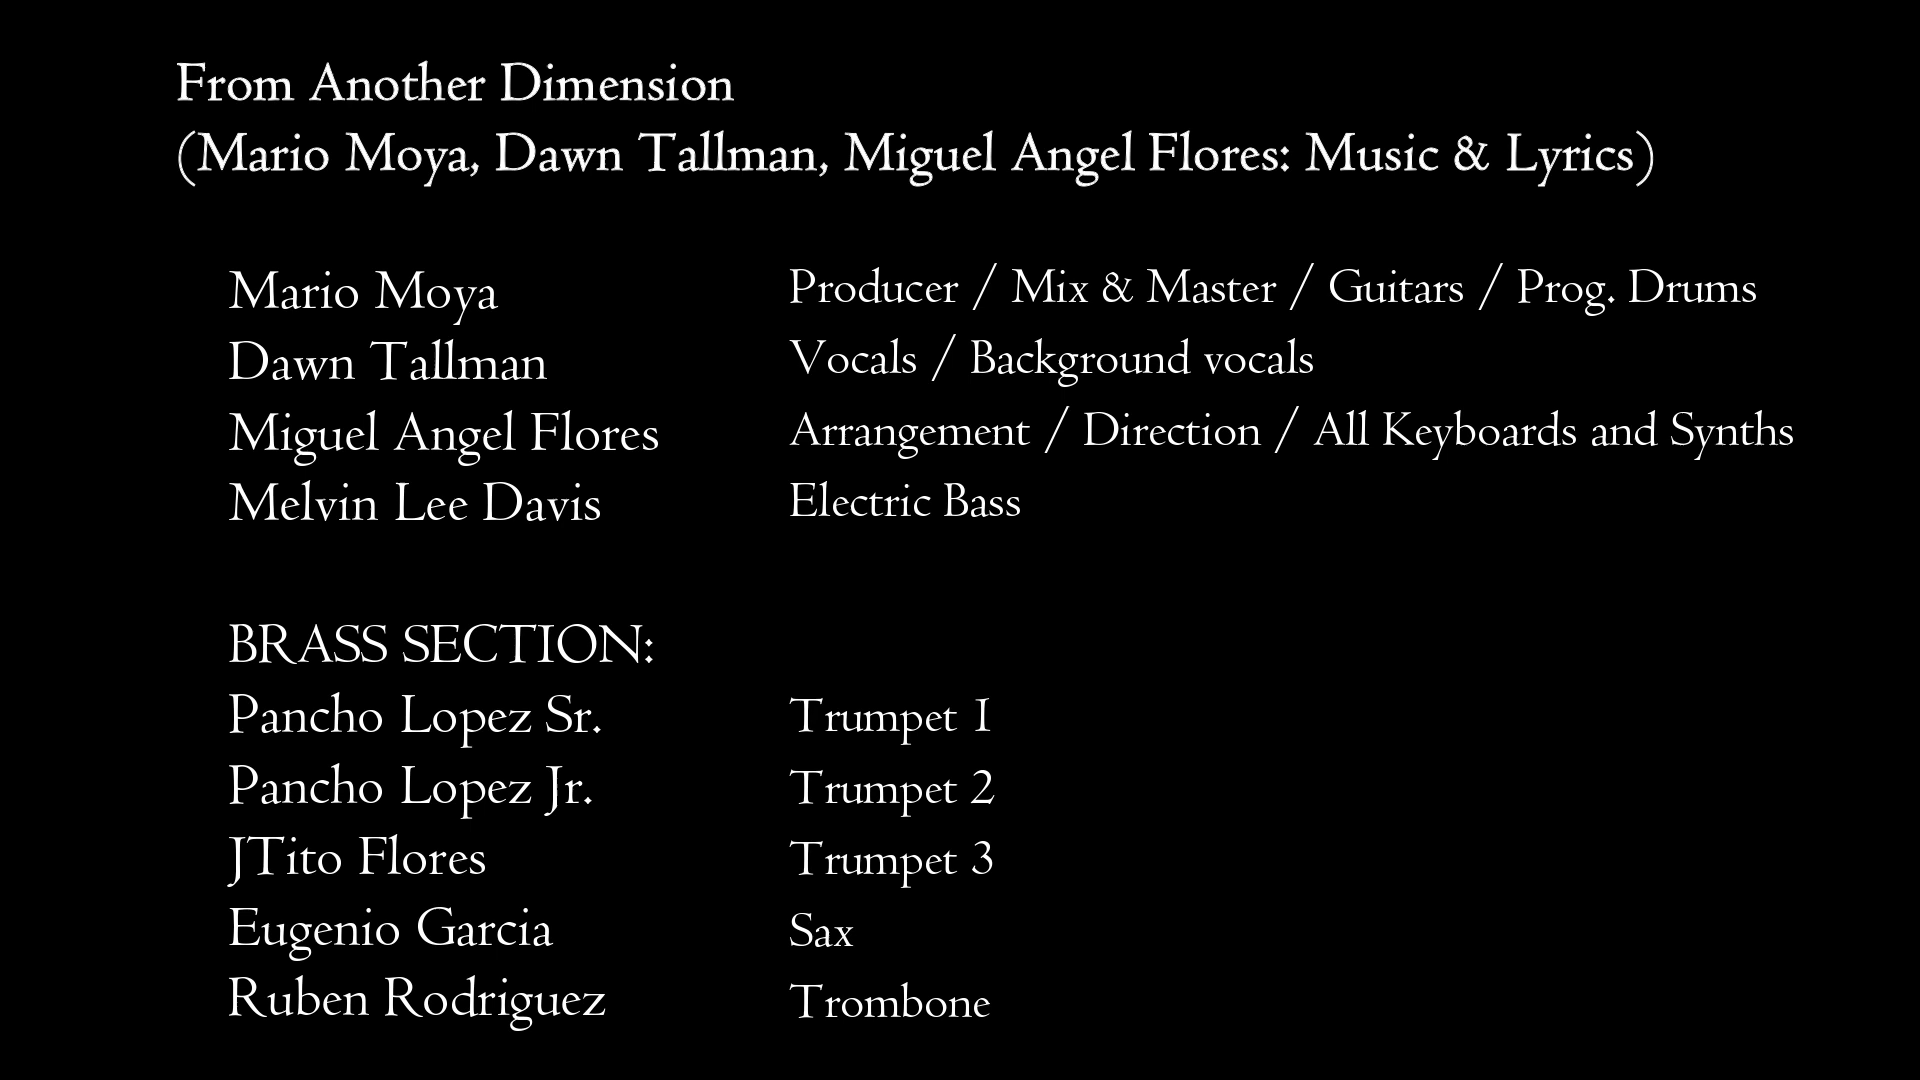 From Another Dimension
(Mario Moya, Dawn Tallman, Miguel Angel Flores: Music & Lyrics)
Mario Moya Producer / Mix & Master / Guitars / Prog. Drums
Dawn Tallman Vocals / Background vocals
Miguel Angel Flores Arrangement / Direction / All Keyboards and Synths
Melvin Lee Davis Electric Bass
BRASS SECTION:
Pancho Lopez Sr. Trumpet 1
Pancho Lopez Jr. Trumpet 2
JTito Flores Trumpet 3
Eugenio Garcia Sax
Ruben Rodriguez Trombone